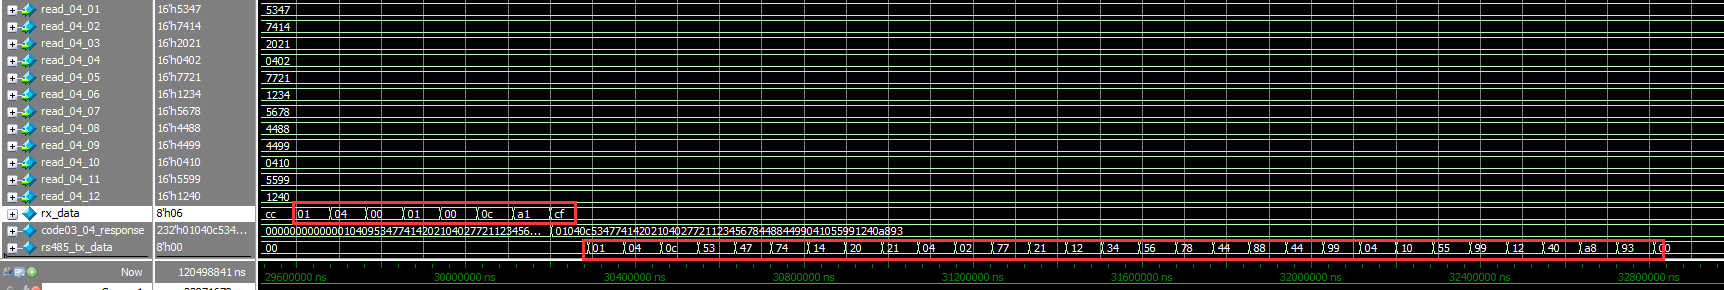 read_04_01 16'h5347 5347
read_04_02 16'h7414 7414
read_04_03 16'h2021 2021
read_04_04 16'h0402 0402
read_04_05 16'h7721 7721
read_04_06 16'h1234 1234
read_04_07 16'h5678 5678
read_04_08 16'h4488 4488
read_04_09 16'h4499 4499
read_04_10 16'h0410 0410
read_04_11 16'h5599 5599
read_04_12 16'h1240 1240
rx_data 8'h06 cc 01 04 00 01 00 0c a1 cf
code03_04_response 232'h01040c534... 000000000000010409534774142021040277211234 56... 01040c534774142021040277211234567844884499041055991240a893
rs485_tx_data 8'h00 00 01 04 0c 53 47 74 14 20 21 04 02 77 21 12 34 56 78 44 88 44 99 04 10 55 99 12 40 a8 93 00
Now 120498841 ns 29600000 ns 30000000 ns 30400000 ns 30800000 ns 31200000 ns 31600000 ns 32000000 ns 32400000 ns 32800000 ns